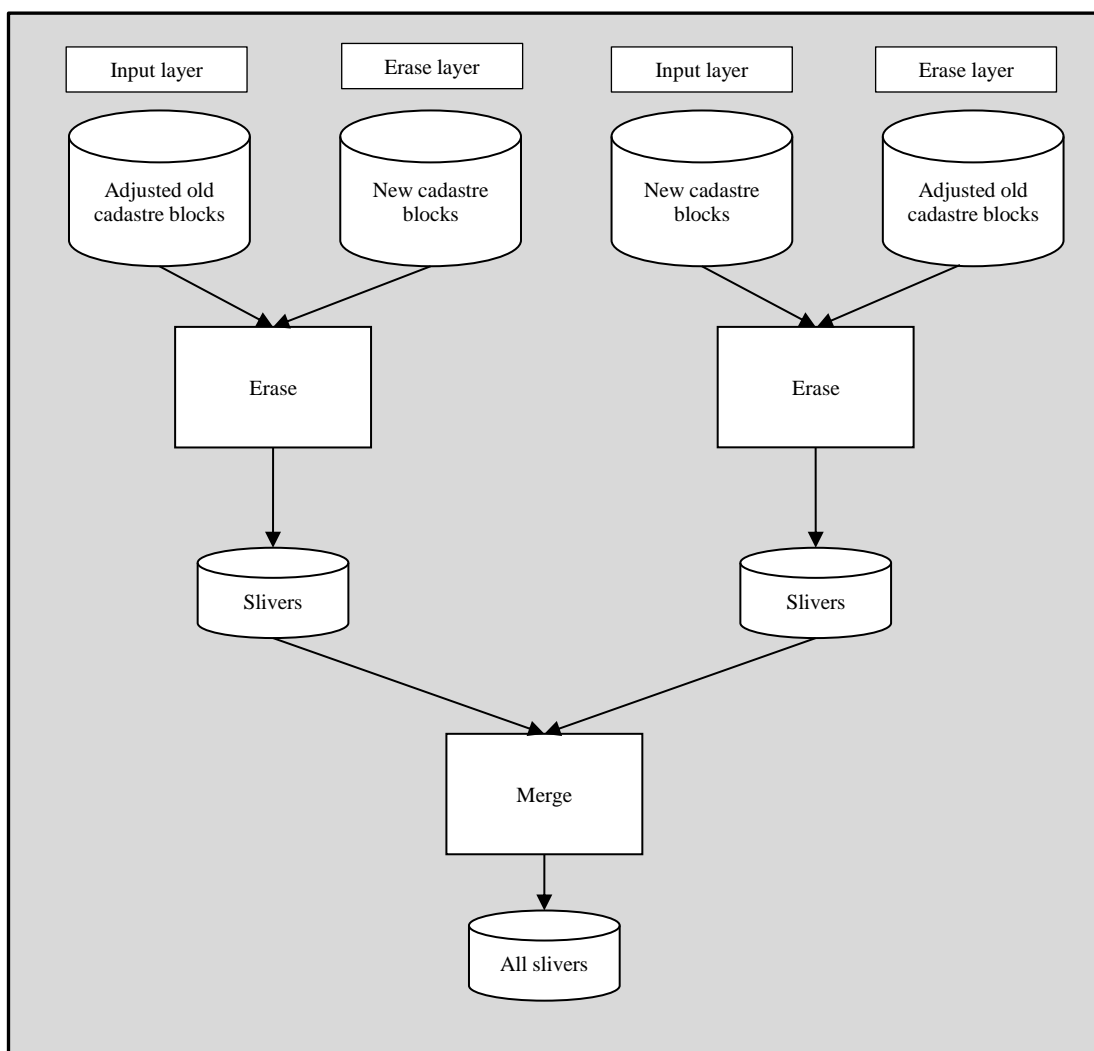 Input layer
Erase layer
Input layer
Erase layer
Adjusted old
cadastre blocks
New cadastre
blocks
New cadastre
blocks
Adjusted old
cadastre blocks
Erase
Erase
Slivers
Slivers
Merge
All slivers